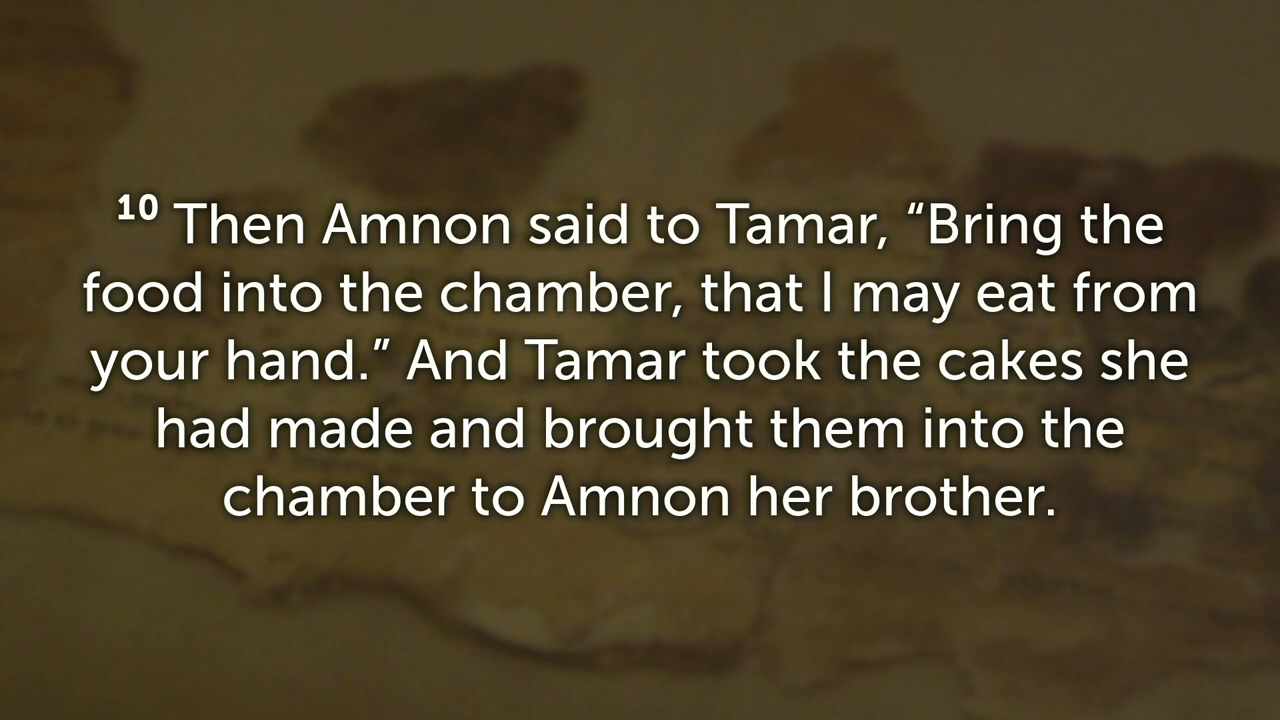 ¹⁰ Then Amnon said to Tamar, “Bring the
food into the chamber, that I may eat from
your hand.” And Tamar took the cakes she
had made and brought them into the
chamber to Amnon her brother.